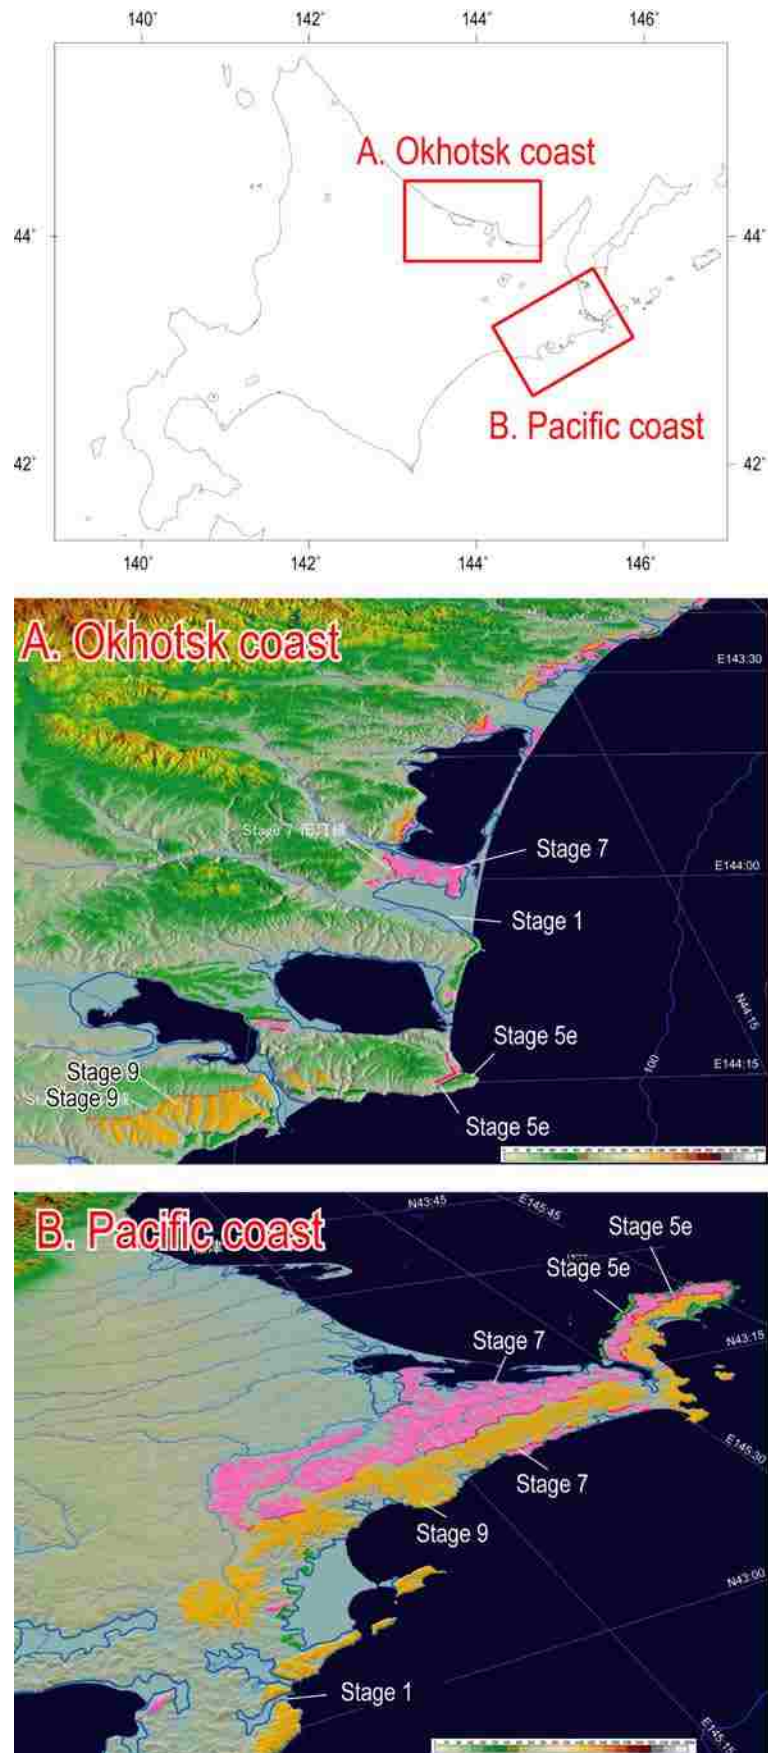 140°
142°
144°
146°
A. Okhotsk coast
44°
44°
B. Pacific coast
42°
42°
140°
142°
144°
146°
A. Okhotsk coast
E143:30
Stage 7
Stage 7
E144:00
Stage 1
N44:15
Stage 5e
100
E144:15
Stage 9
Stage 9
Stage 5e
B. Pacific coast
N43:45
E145:45
Stage 5e
Stage 5e
Stage 7
N43:15
E145:30
Stage 7
Stage 9
N43:00
Stage 1
E145:15